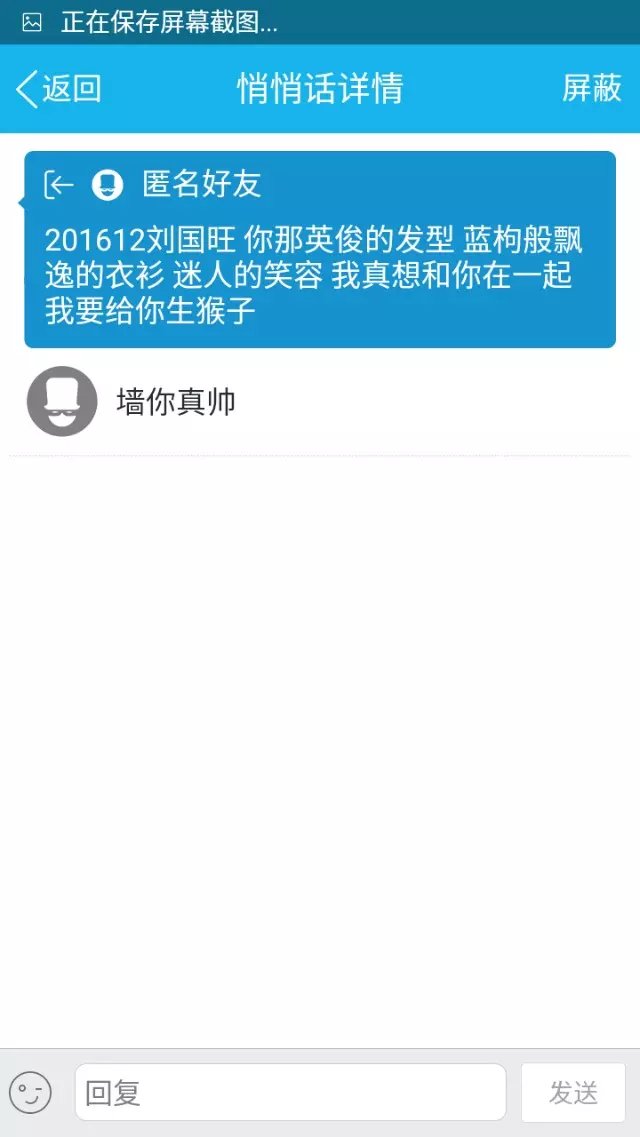 正在保存屏幕截图...
返回
悄悄话详情
屏蔽
匿名好友
201612刘国旺 你那英俊的发型 蓝枸般飘
逸的衣衫 迷人的笑容 我真想和你在一起
我要给你生猴子
墙你真帅
回复
发送